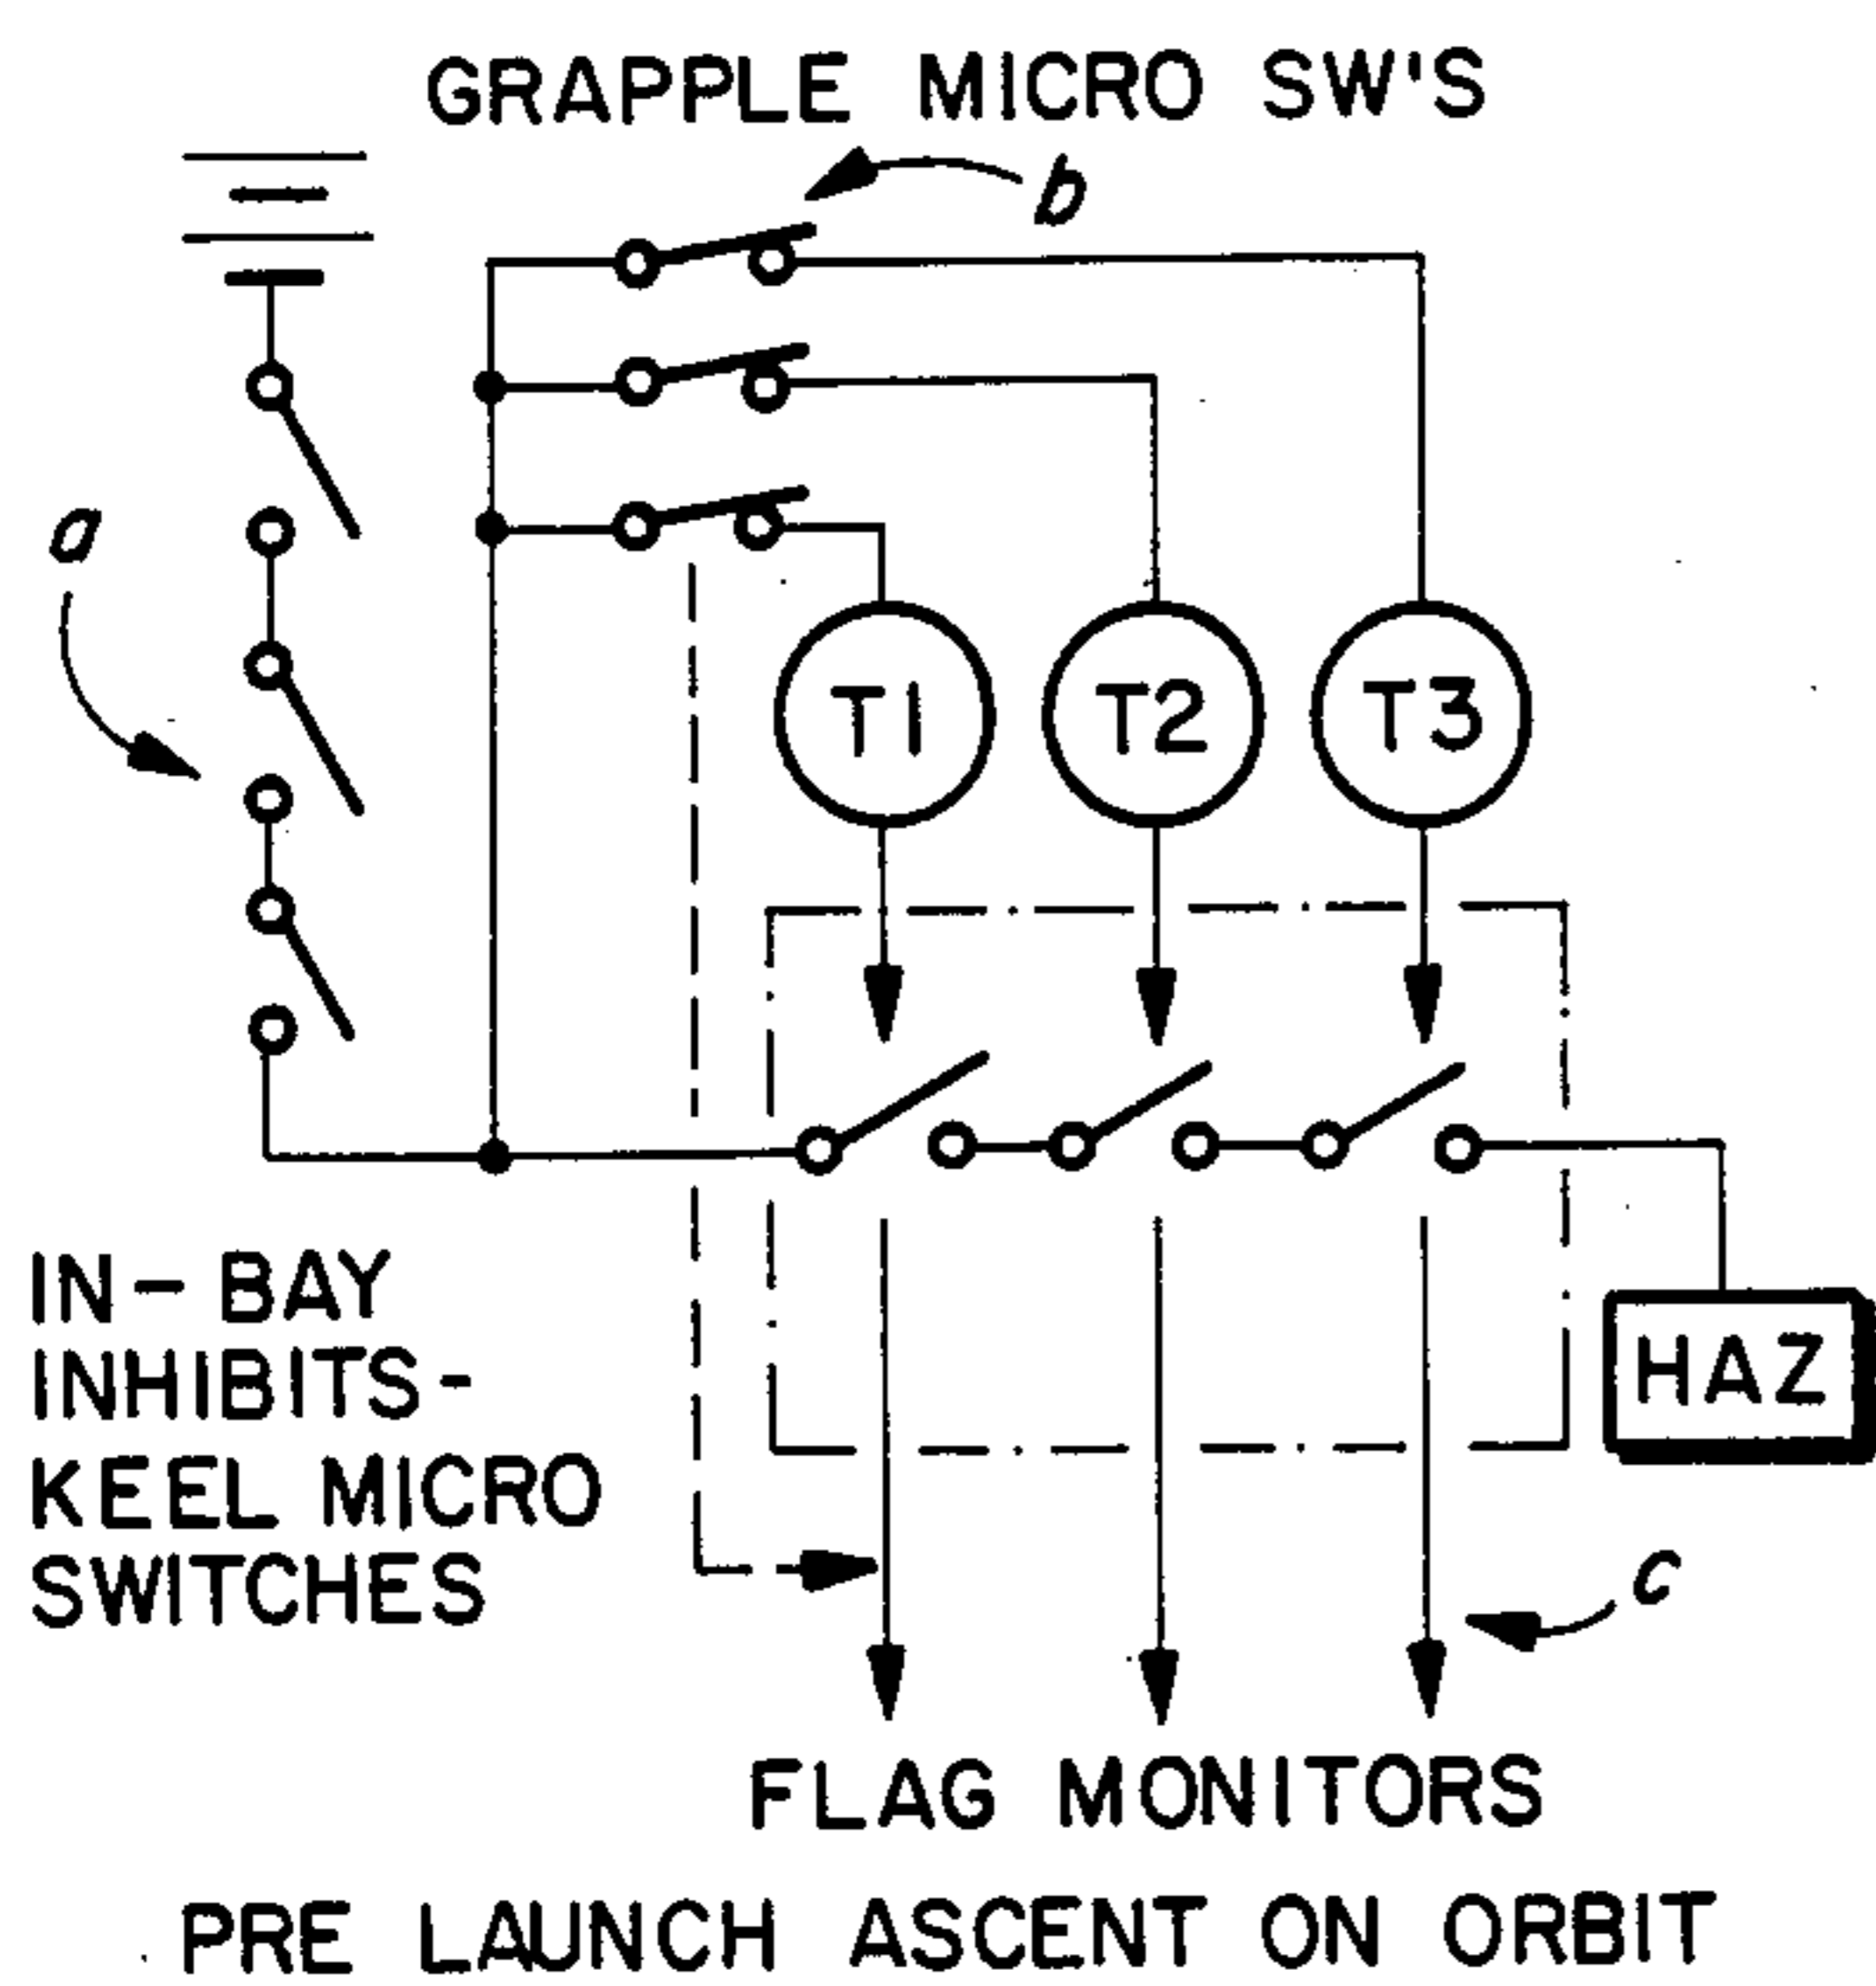 GRAPPLE MICRO SW'S
b
a
T1 T2 T3
IN-BAY
INHIBITS-
KEEL MICRO
SWITCHES
HAZ
c
FLAG MONITORS
PRE LAUNCH ASCENT ON ORBIT